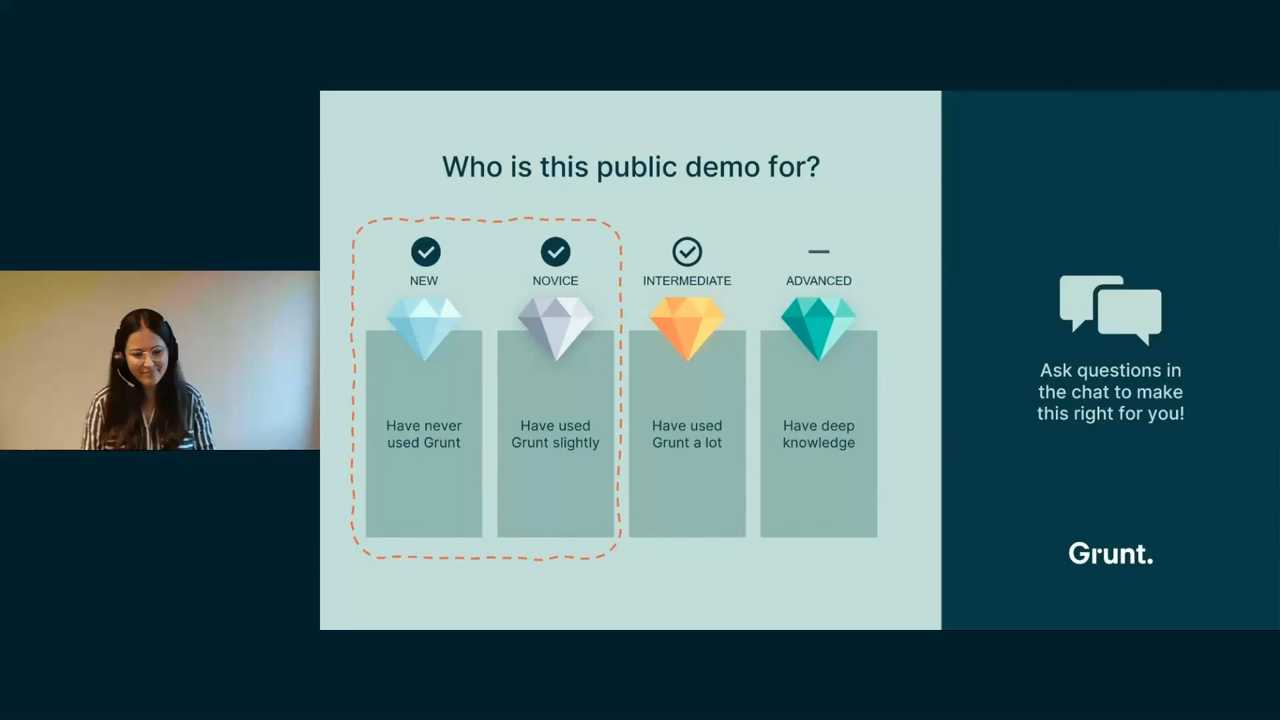 Who is this public demo for?
NEW
NOVICE
INTERMEDIATE
ADVANCED
Have never
used Grunt
Have used
Grunt slightly
Have used
Grunt a lot
Have deep
knowledge
Ask questions in
the chat to make
this right for you!
Grunt.